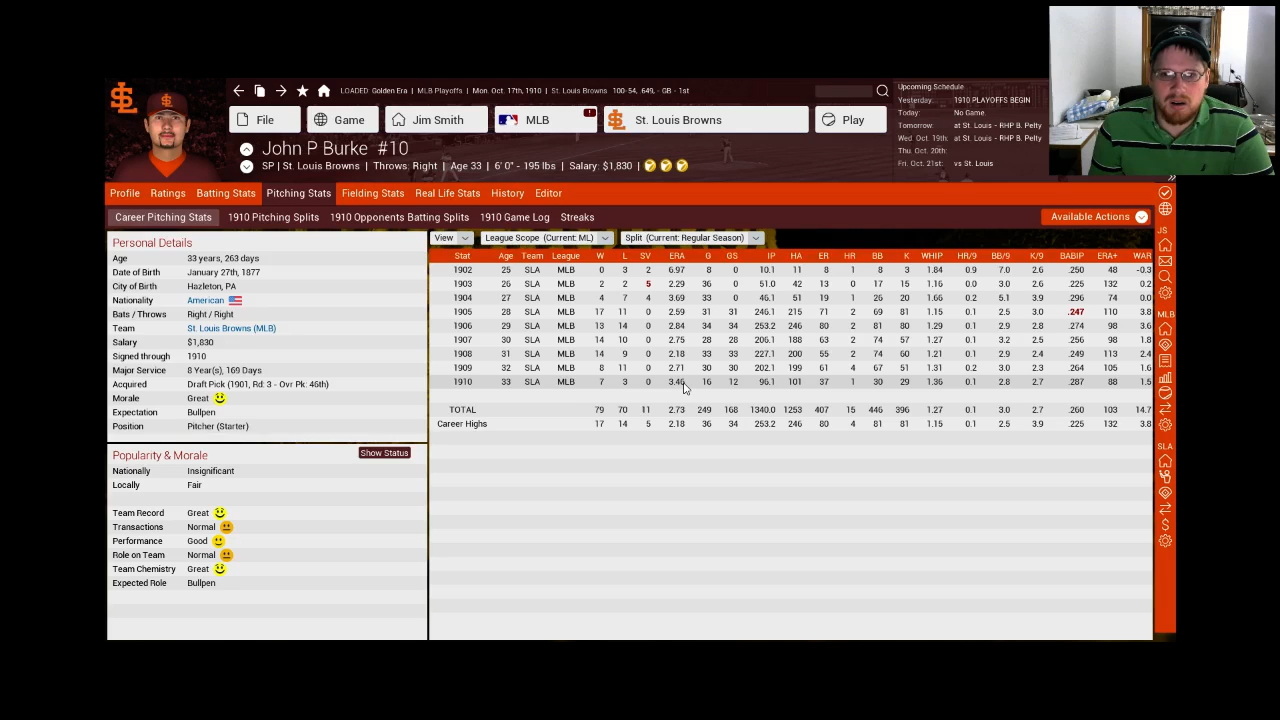 LOADED: Golden Era | MLB Playoffs | Mon. Oct. 17th, 1910 | St. Louis Browns 100-54, .649, - GB - 1st
File Game Jim Smith MLB ! St. Louis Browns Play
John P Burke #10
SP | St. Louis Browns | Throws: Right | Age 33 | 6' 0" - 195 lbs | Salary: $1,830 |
Upcoming Schedule
Yesterday: 1910 PLAYOFFS BEGIN
Today: No Game
Tomorrow: at St. Louis - RHP B. Pelty
Wed. Oct 19th: at St. Louis - RHP B. Pelty
Thu. Oct. 20th:
Fri. Oct. 21st: vs St. Louis
Profile Ratings Batting Stats Pitching Stats Fielding Stats Real Life Stats History Editor
Career Pitching Stats 1910 Pitching Splits 1910 Opponents Batting Splits 1910 Game Log Streaks Available Actions
Personal Details
Age 33 years, 263 days
Date of Birth January 27th, 1877
City of Birth Hazleton, PA
Nationality American
Bats / Throws Right / Right
Team St. Louis Browns (MLB)
Salary $1,830
Signed through 1910
Major Service 8 Year(s), 169 Days
Acquired Draft Pick (1901, Rd: 3 - Ovr Pk: 46th)
Morale Great
Expectation Bullpen
Position Pitcher (Starter)
Popularity & Morale Show Status
Nationally Insignificant
Locally Fair
Team Record Great
Transactions Normal
Performance Good
Role on Team Normal
Team Chemistry Great
Expected Role Bullpen
View League Scope (Current: ML) Split (Current: Regular Season)
Stat Age Team League W L SV ERA G GS IP HA ER HR BB K WHIP HR/9 BB/9 K/9 BABIP ERA+ WAR
1902 25 SLA MLB 0 3 2 6.97 8 0 10.1 11 8 1 8 3 1.84 0.9 7.0 2.6 .250 48 -0.3
1903 26 SLA MLB 2 2 5 2.29 36 0 51.0 42 13 0 17 15 1.16 0.0 3.0 2.6 .225 132 0.2
1904 27 SLA MLB 4 7 4 3.69 33 0 46.1 51 19 1 26 20 1.66 0.2 5.1 3.9 .296 74 0.0
1905 28 SLA MLB 17 11 0 2.59 31 31 246.1 215 71 2 69 81 1.15 0.1 2.5 3.0 .247 110 3.8
1906 29 SLA MLB 13 14 0 2.84 34 34 253.2 246 80 2 81 80 1.29 0.1 2.9 2.8 .274 98 3.6
1907 30 SLA MLB 14 10 0 2.75 28 28 206.1 188 63 2 74 57 1.27 0.1 3.2 2.5 .256 98 1.8
1908 31 SLA MLB 14 9 0 2.18 33 33 227.1 200 55 2 74 60 1.21 0.1 2.9 2.4 .249 113 2.4
1909 32 SLA MLB 8 11 0 2.71 30 30 202.1 199 61 4 67 51 1.31 0.2 3.0 2.3 .264 105 1.6
1910 33 SLA MLB 7 3 0 3.46 16 12 96.1 101 37 1 30 29 1.36 0.1 2.8 2.7 .287 88 1.5
TOTAL 79 70 11 2.73 249 168 1340.0 1253 407 15 446 396 1.27 0.1 3.0 2.7 .260 103 14.7
Career Highs 17 14 5 2.18 36 34 253.2 246 80 4 81 81 1.15 0.1 2.5 3.9 .225 132 3.8
JS
MLB
SLA